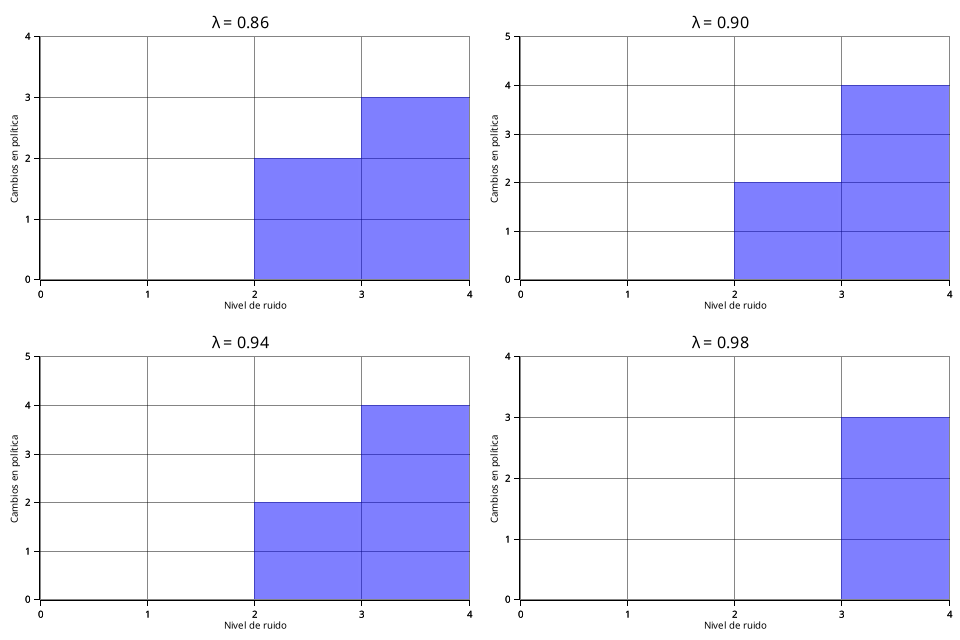 λ = 0.86
4
3
2
1
0
Cambios en política
0 1 2 3 4
Nivel de ruido
λ = 0.90
5
4
3
2
1
0
Cambios en política
0 1 2 3 4
Nivel de ruido
λ = 0.94
5
4
3
2
1
0
Cambios en política
0 1 2 3 4
Nivel de ruido
λ = 0.98
4
3
2
1
0
Cambios en política
0 1 2 3 4
Nivel de ruido